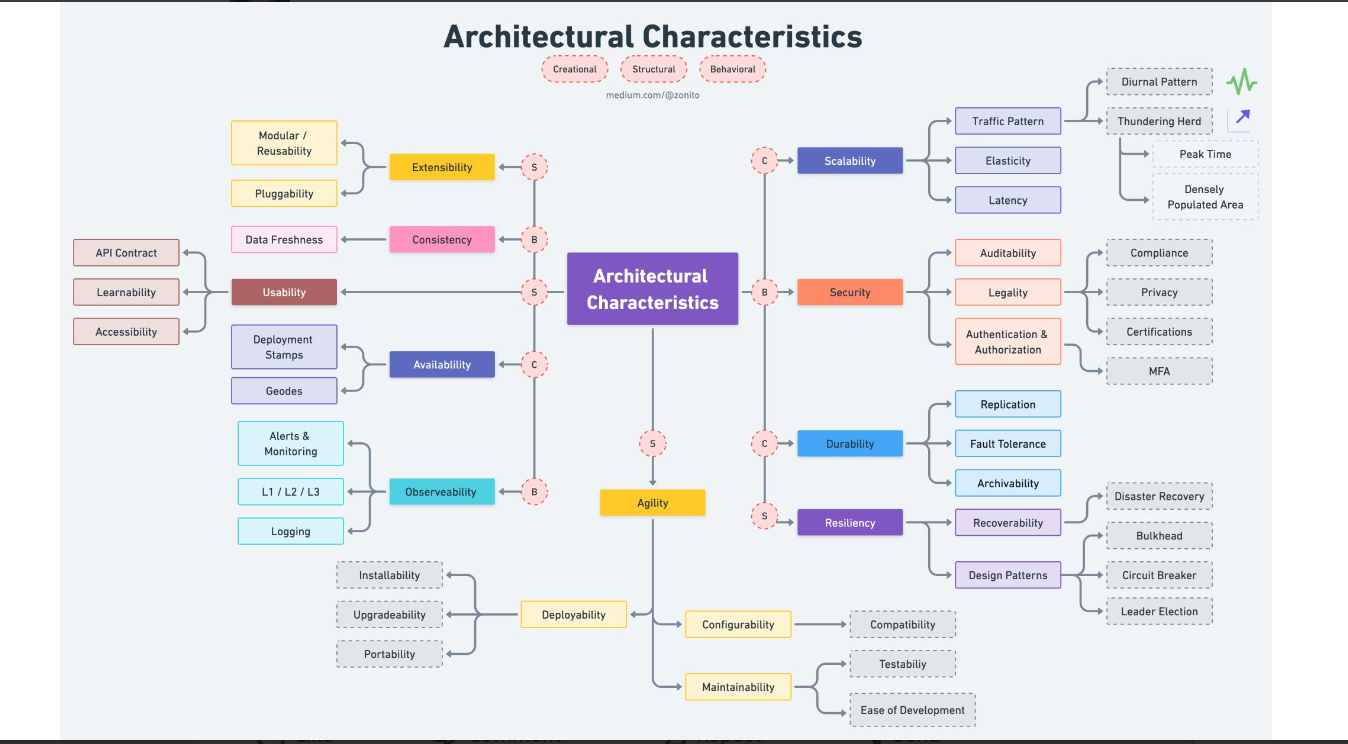 Architectural Characteristics
Creational
Structural
Behavioral
medium.com/@zonito
Modular /
Reusability
Pluggability
Extensibility
S
Data Freshness
Consistency
B
API Contract
Learnability
Accessibility
Usability
S
Deployment
Stamps
Geodes
Availablility
C
Alerts &
Monitoring
L1 / L2 / L3
Logging
Observeability
B
Architectural
Characteristics
S
Agility
Installability
Upgradeability
Portability
Deployability
Configurability
Compatibility
Maintainability
Testabiliy
Ease of Development
C
Scalability
Traffic Pattern
Elasticity
Latency
Diurnal Pattern
Thundering Herd
Peak Time
Densely
Populated Area
B
Security
Auditability
Legality
Authentication &
Authorization
Compliance
Privacy
Certifications
MFA
C
Durability
Replication
Fault Tolerance
Archivability
S
Resiliency
Recoverability
Design Patterns
Disaster Recovery
Bulkhead
Circuit Breaker
Leader Election